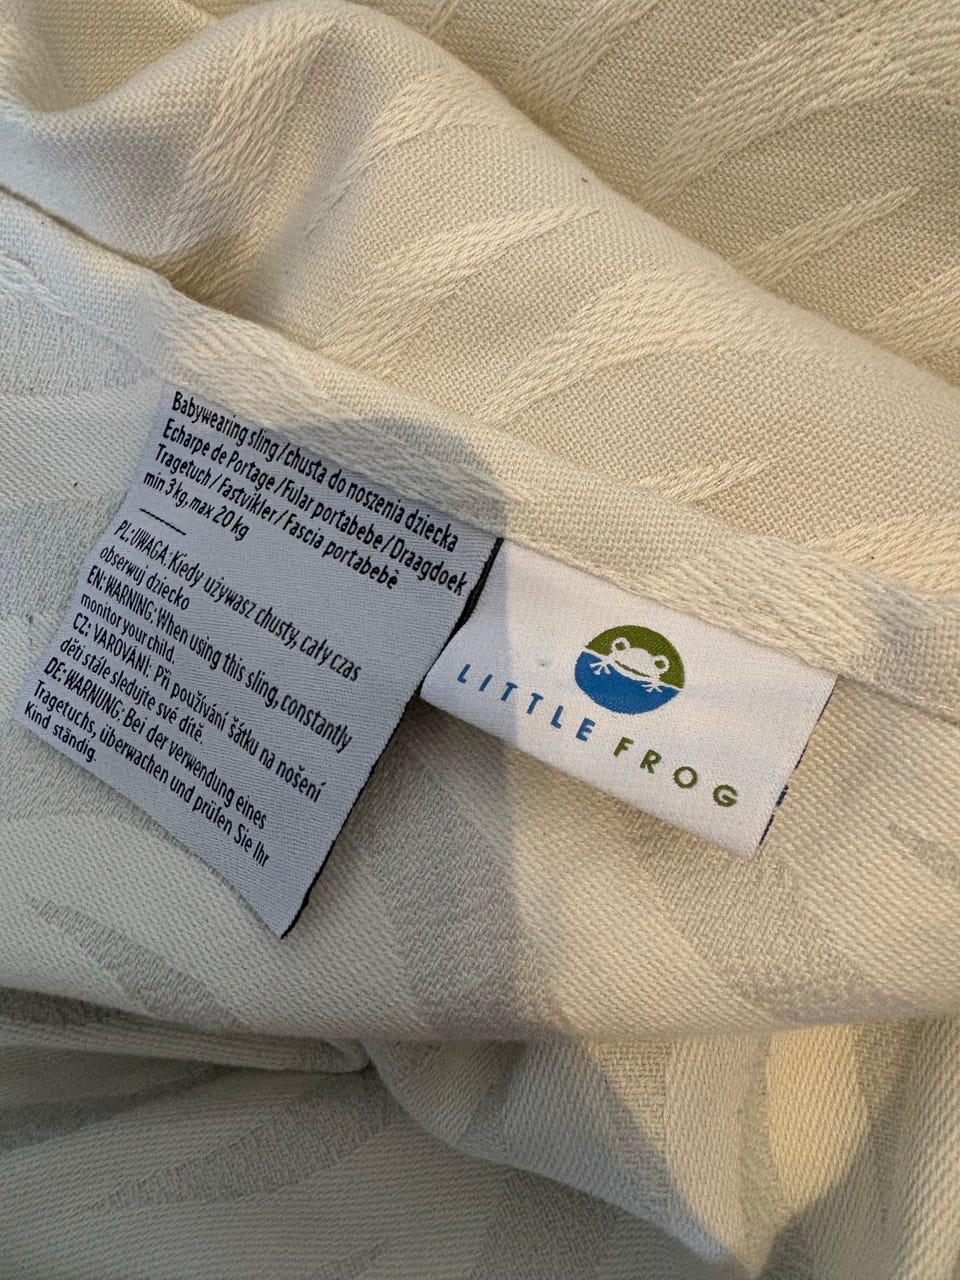 Babywearing sling / chusta do noszenia dziecka
Echarpe de Portage / Fular portabebe / Draagdoek
Tragetuch / Fastvikler / Fascia portabebè
min 3 kg, max 20 kg
PL: UWAGA: Kiedy używasz chusty, cały czas
obserwuj dziecko
EN: WARNING: When using this sling, constantly
monitor your child.
CZ: VAROVÁNÍ: Při používání šátku na nošení
děti stále sledujte své dítě.
DE: WARNUNG: Bei der verwendung eines
Tragetuchs, überwachen und prüfen Sie Ihr
Kind ständig.
LITTLE FROG